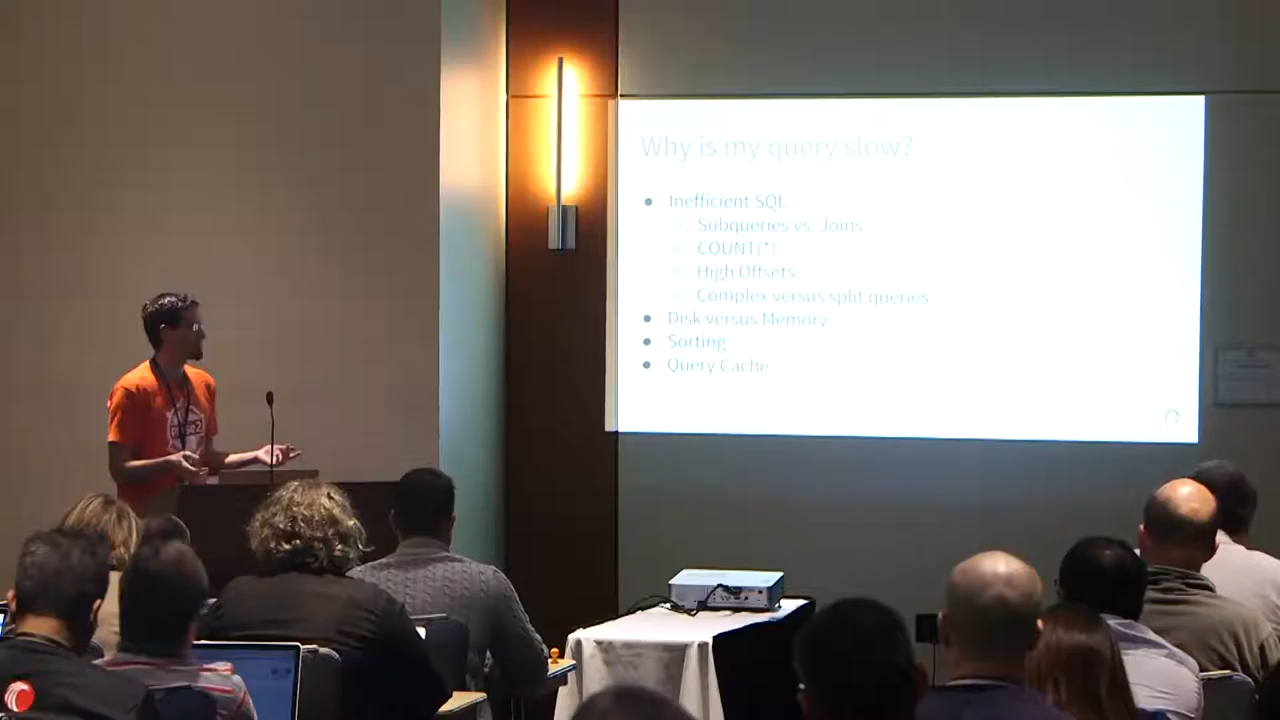 Why is my query slow?
Inefficient SQL
Subqueries vs. Joins
COUNT(*)
High Offsets
Complex versus split queries
Disk versus Memory
Sorting
Query Cache
phase2